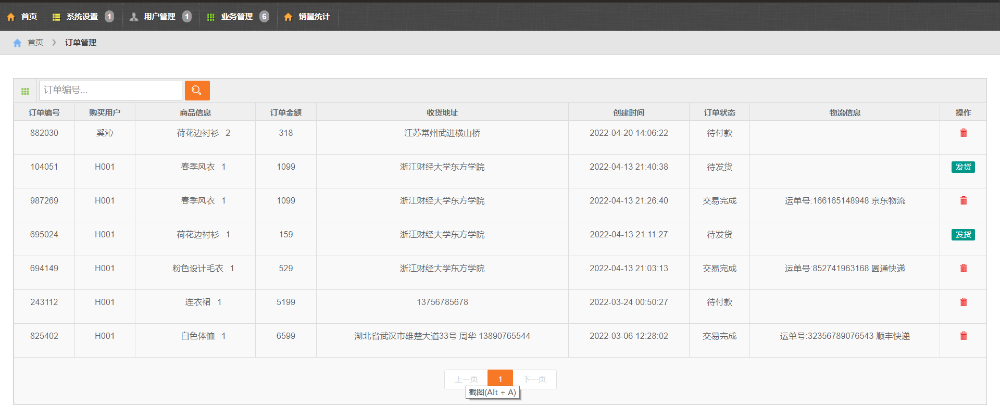 首页 系统设置 1 用户管理 1 业务管理 6 销量统计
首页 订单管理
订单编号...
订单编号 购买用户 商品信息 订单金额 收货地址 创建时间 订单状态 物流信息 操作
882030 奚沁 荷花边衬衫 2 318 江苏常州武进横山桥 2022-04-20 14:06:22 待付款
104051 H001 春季风衣 1 1099 浙江财经大学东方学院 2022-04-13 21:40:38 待发货 发货
987269 H001 春季风衣 1 1099 浙江财经大学东方学院 2022-04-13 21:26:40 交易完成 运单号:166165148948 京东物流
695024 H001 荷花边衬衫 1 159 浙江财经大学东方学院 2022-04-13 21:11:27 待发货 发货
694149 H001 粉色设计毛衣 1 529 浙江财经大学东方学院 2022-04-13 21:03:13 交易完成 运单号:852741963168 圆通快递
243112 H001 连衣裙 1 5199 13756785678 2022-03-24 00:50:27 待付款
825402 H001 白色体恤 1 6599 湖北省武汉市雄楚大道33号 周华 13890765544 2022-03-06 12:28:02 交易完成 运单号:32356789076543 顺丰快递
上一页 1 下一页
截图(Alt + A)